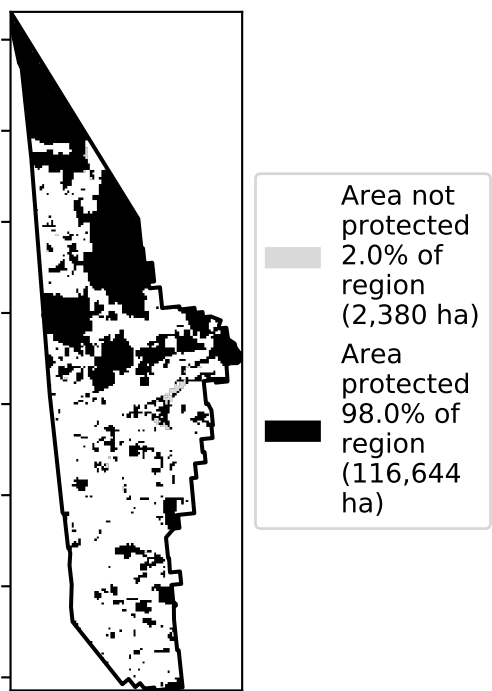 Area not
protected
2.0% of
region
(2,380 ha)
Area
protected
98.0% of
region
(116,644
ha)